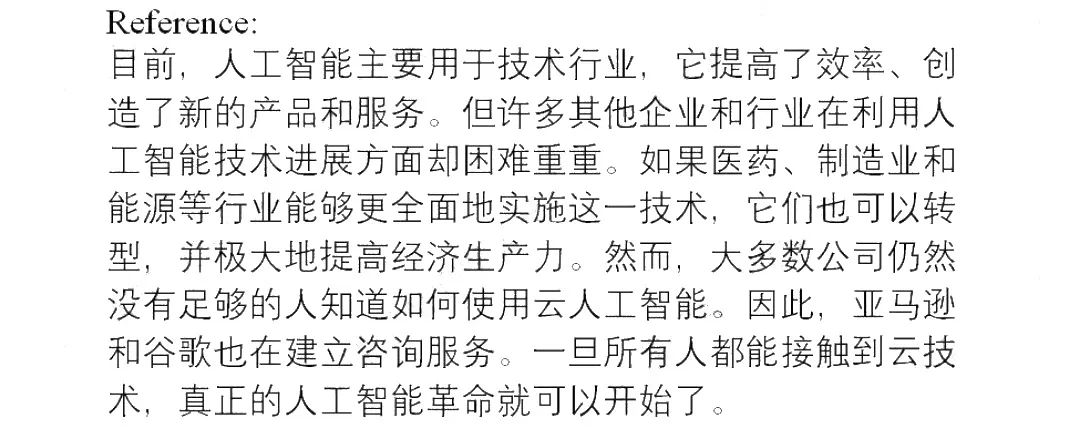 Reference:
目前，人工智能主要用于技术行业，它提高了效率、创
造了新的产品和服务。但许多其他企业和行业在利用人
工智能技术进展方面却困难重重。如果医药、制造业和
能源等行业能够更全面地实施这一技术，它们也可以转
型，并极大地提高经济生产力。然而，大多数公司仍然
没有足够的人知道如何使用云人工智能。因此，亚马逊
和谷歌也在建立咨询服务。一旦所有人都能接触到云技
术，真正的人工智能革命就可以开始了。